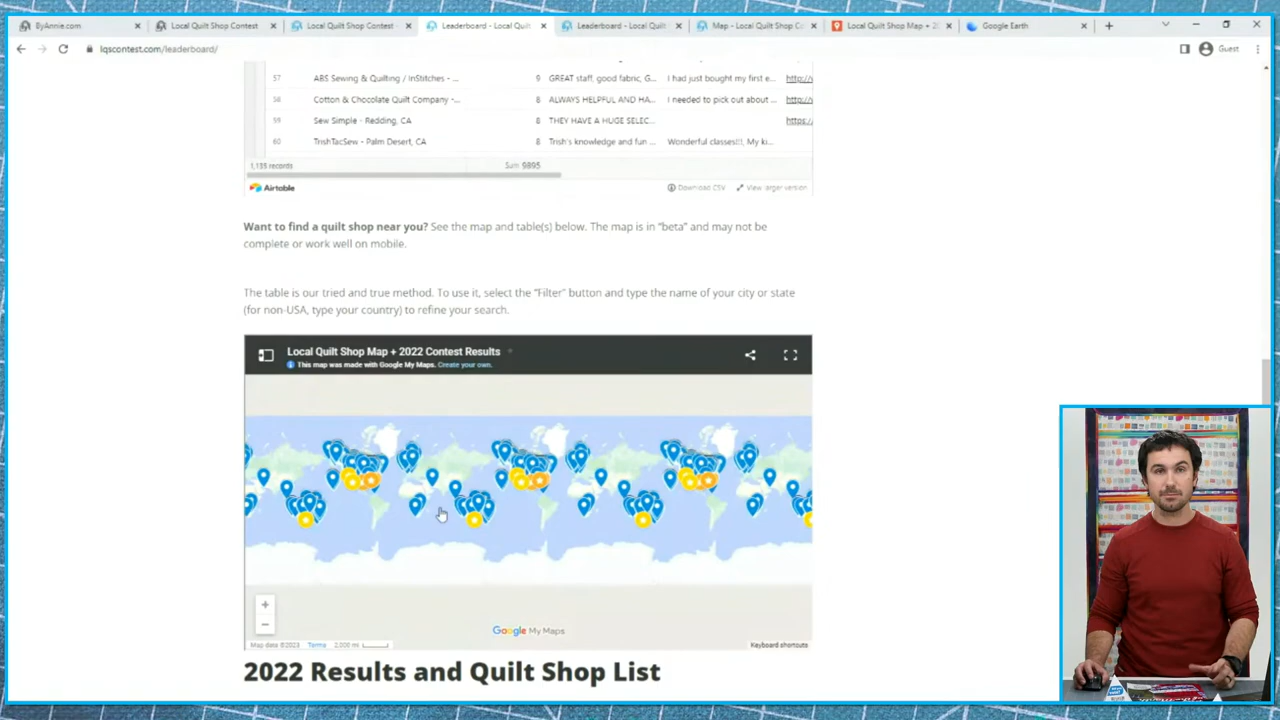 ByAnnie.com
Local Quilt Shop Contest
Local Quilt Shop Contest -
Leaderboard - Local Quilt
Leaderboard - Local Quilt
Map - Local Quilt Shop Co
Local Quilt Shop Map + 20
Google Earth
lqscontest.com/leaderboard/
Guest
57 ABS Sewing & Quilting / InStitches - ... 9 GREAT staff, good fabric, G... I had just bought my first e... http://
58 Cotton & Chocolate Quilt Company -... 8 ALWAYS HELPFUL AND HA... I needed to pick out about ... http://
59 Sew Simple - Redding, CA 8 THEY HAVE A HUGE SELEC... https:/
60 TrishTacSew - Palm Desert, CA 8 Trish's knowledge and fun ... Wonderful classes!!, My ki...
1,135 records Sum 9895
Airtable Download CSV View larger version
Want to find a quilt shop near you? See the map and table(s) below. The map is in "beta" and may not be
complete or work well on mobile.
The table is our tried and true method. To use it, select the "Filter" button and type the name of your city or state
(for non-USA, type your country) to refine your search.
Local Quilt Shop Map + 2022 Contest Results
This map was made with Google My Maps. Create your own.
+
−
Google My Maps
Map data ©2023 Terms 2,000 mi Keyboard shortcuts
2022 Results and Quilt Shop List